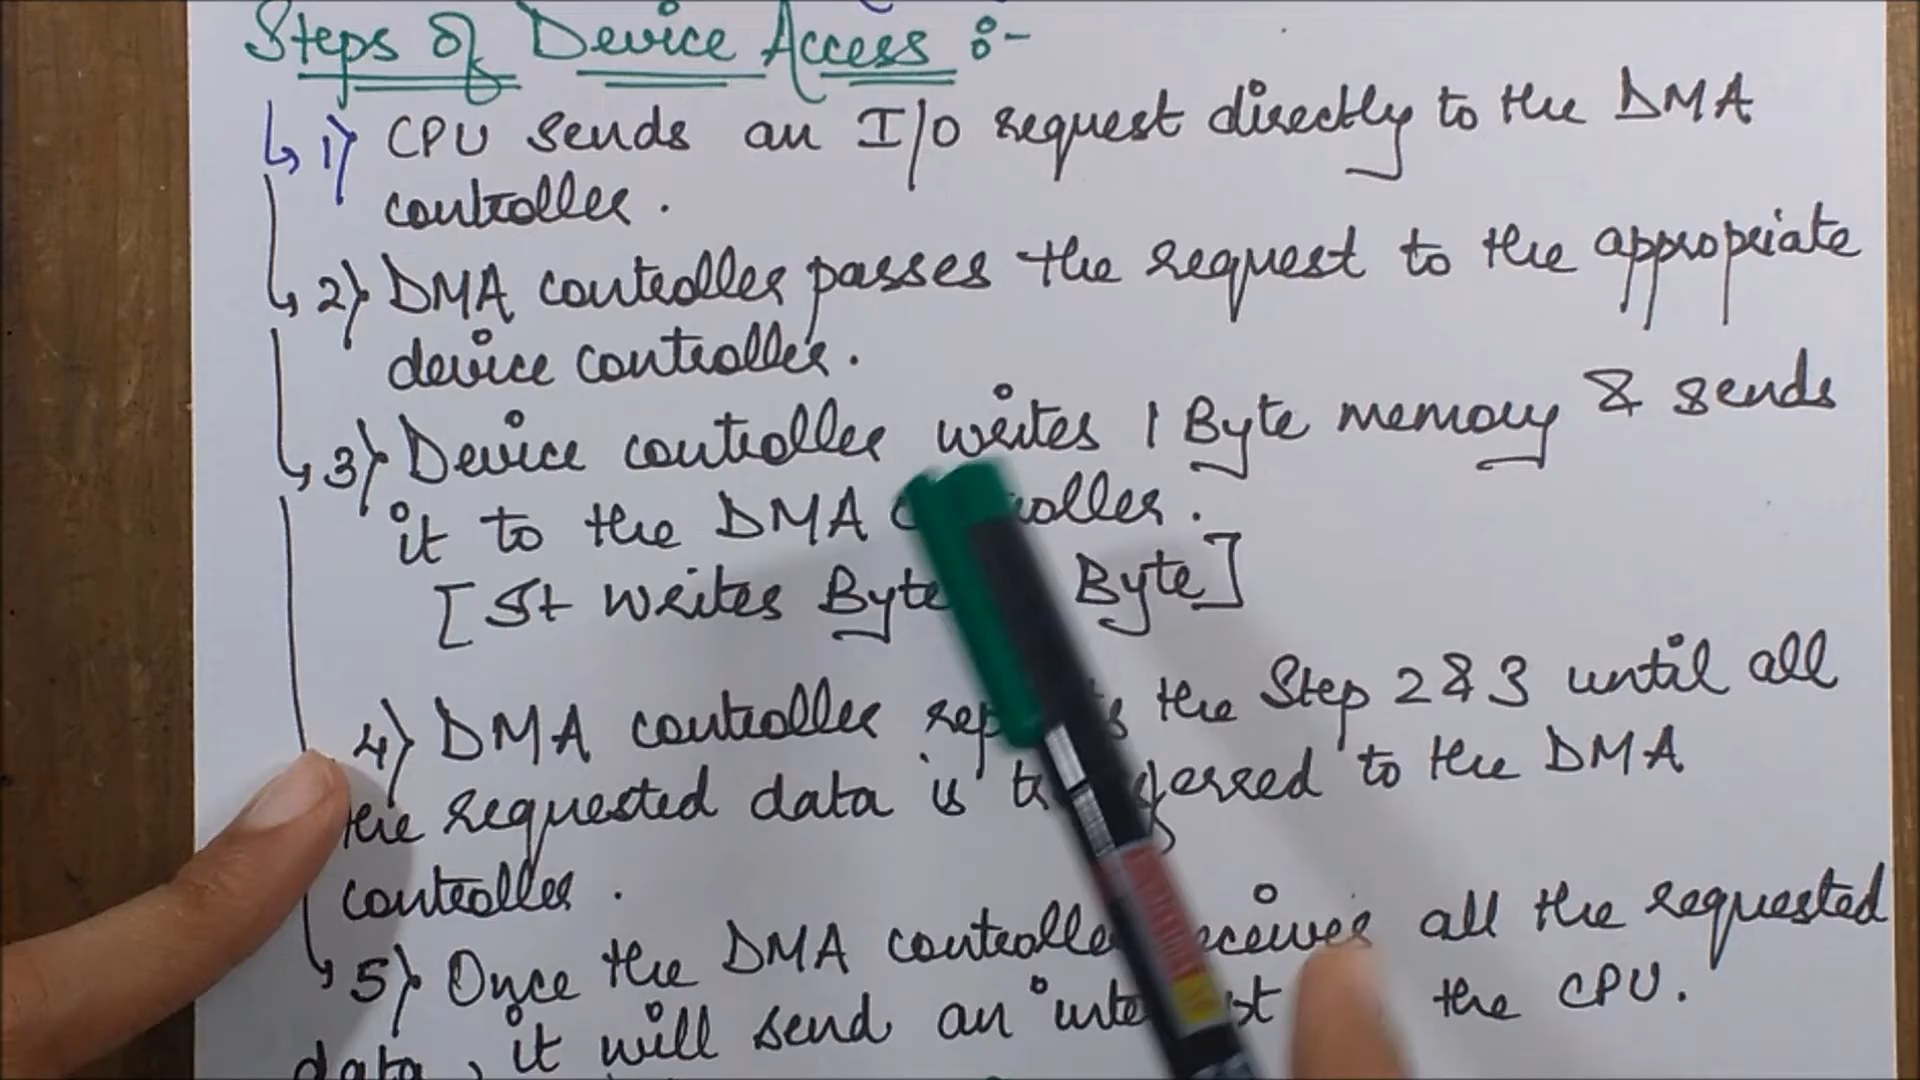 Steps of Device Access :-
1) CPU sends an I/O request directly to the DMA
controller.
2) DMA controller passes the request to the appropriate
device controller.
3) Device controller writes 1 Byte memory & sends
it to the DMA
[It writes Byte Byte]
4) DMA controller the Step 2 & 3 until all
the requested data is to the DMA
controller.
5) Once the DMA controller receives all the requested
data, it will send an the CPU.